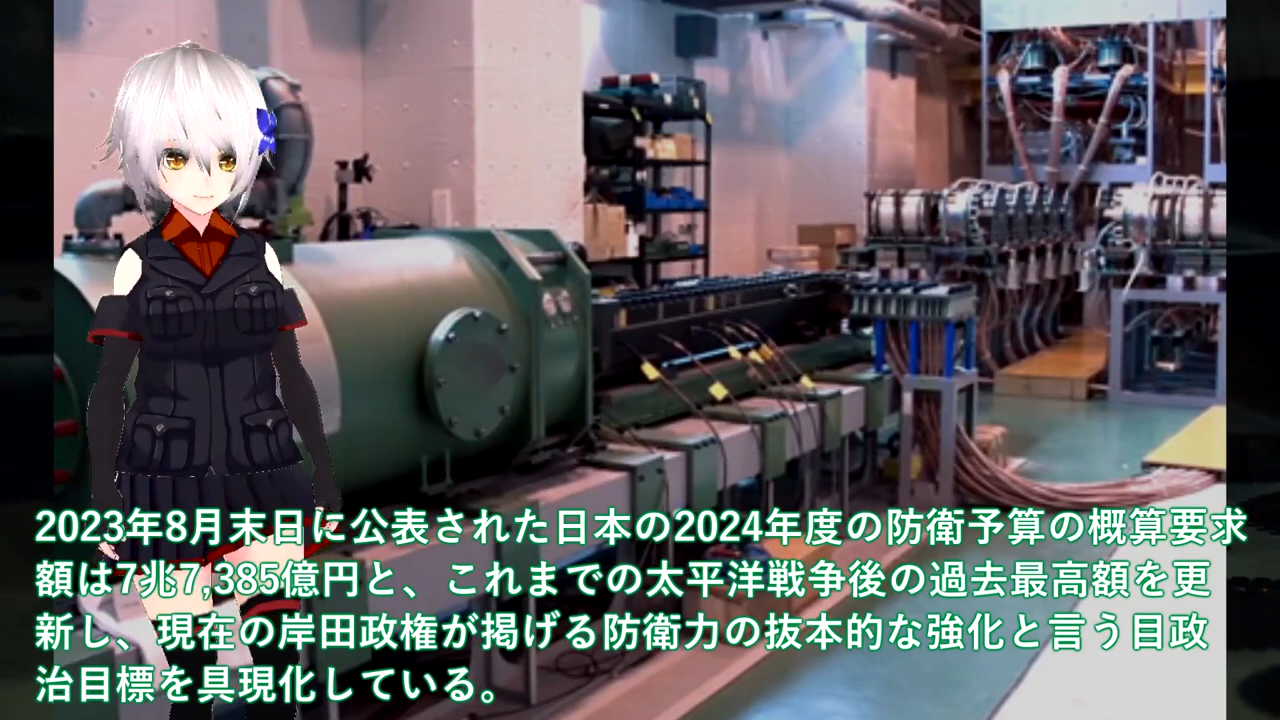 2023年8月末日に公表された日本の2024年度の防衛予算の概算要求
額は7兆7,385億円と、これまでの太平洋戦争後の過去最高額を更
新し、現在の岸田政権が掲げる防衛力の抜本的な強化と言う目政
治目標を具現化している。